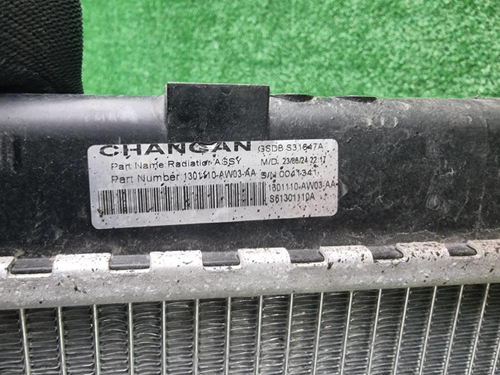 CHANGAN GSDB S31647A
Part Name Radiator ASSY M/D. 23/08/24 22:17
Part Number 1301110-AW03-AA S/N 0041341
1301110-AW03-AA
S61301110A